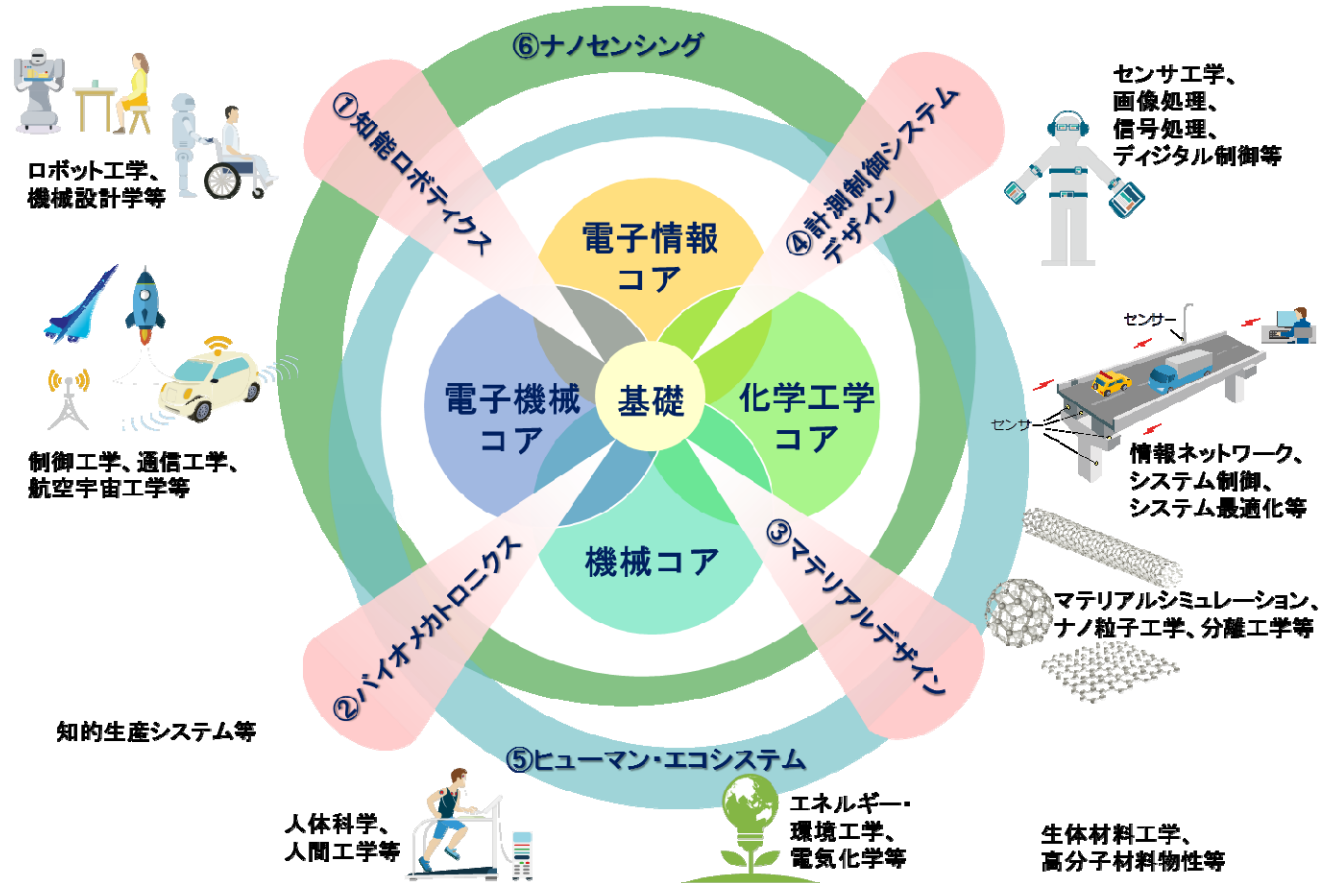 ⑥ナノセンシング
①知能ロボティクス
④計測制御システム
デザイン
センサ工学、
画像処理、
信号処理、
ディジタル制御等
ロボット工学、
機械設計学等
電子情報
コア
電子機械
コア
基礎
化学工学
コア
機械コア
センサー
センサー
制御工学、通信工学、
航空宇宙工学等
情報ネットワーク、
システム制御、
システム最適化等
②バイオメカトロニクス
③マテリアルデザイン
マテリアルシミュレーション、
ナノ粒子工学、分離工学等
知的生産システム等
⑤ヒューマン・エコシステム
人体科学、
人間工学等
エネルギー・
環境工学、
電気化学等
生体材料工学、
高分子材料物性等